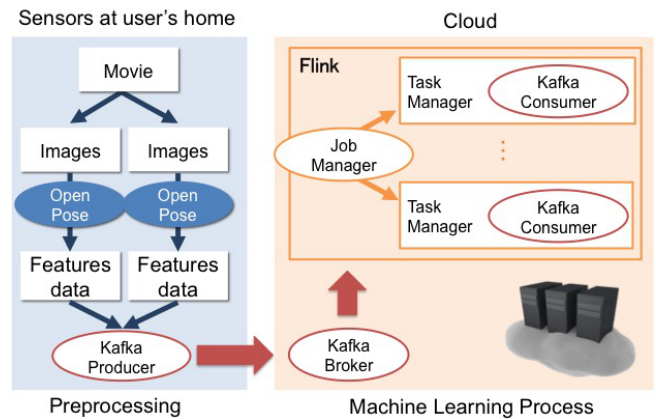 Sensors at user's home
Movie
Images
Images
Open
Pose
Open
Pose
Features
data
Features
data
Kafka
Producer
Preprocessing
Cloud
Flink
Task
Manager
Kafka
Consumer
Job
Manager
Task
Manager
Kafka
Consumer
Kafka
Broker
Machine Learning Process